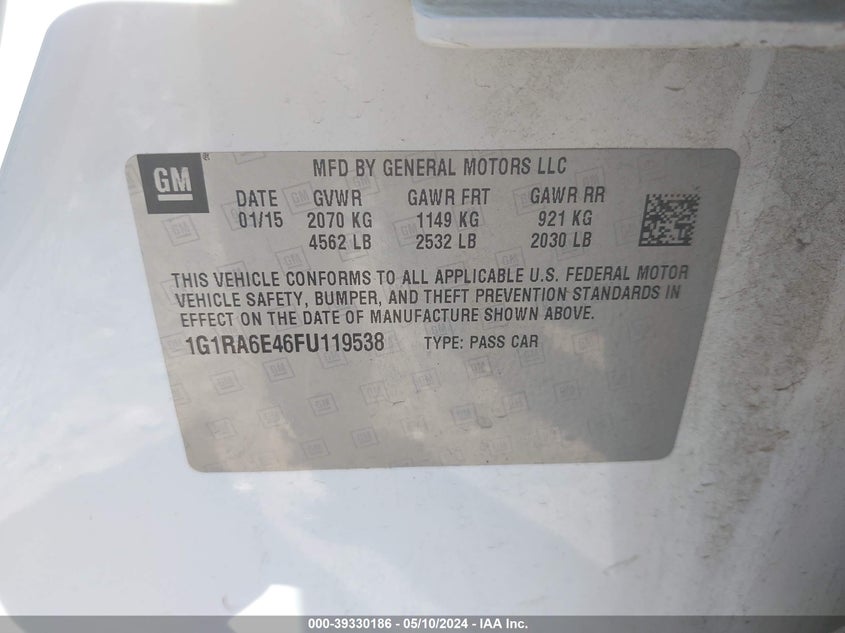 GM
MFD BY GENERAL MOTORS LLC
DATE GVWR GAWR FRT GAWR RR
01/15 2070 KG 1149 KG 921 KG
4562 LB 2532 LB 2030 LB
THIS VEHICLE CONFORMS TO ALL APPLICABLE U.S. FEDERAL MOTOR
VEHICLE SAFETY, BUMPER, AND THEFT PREVENTION STANDARDS IN
EFFECT ON THE DATE OF MANUFACTURE SHOWN ABOVE.
1G1RA6E46FU119538 TYPE: PASS CAR
000-39330186 - 05/10/2024 - IAA Inc.